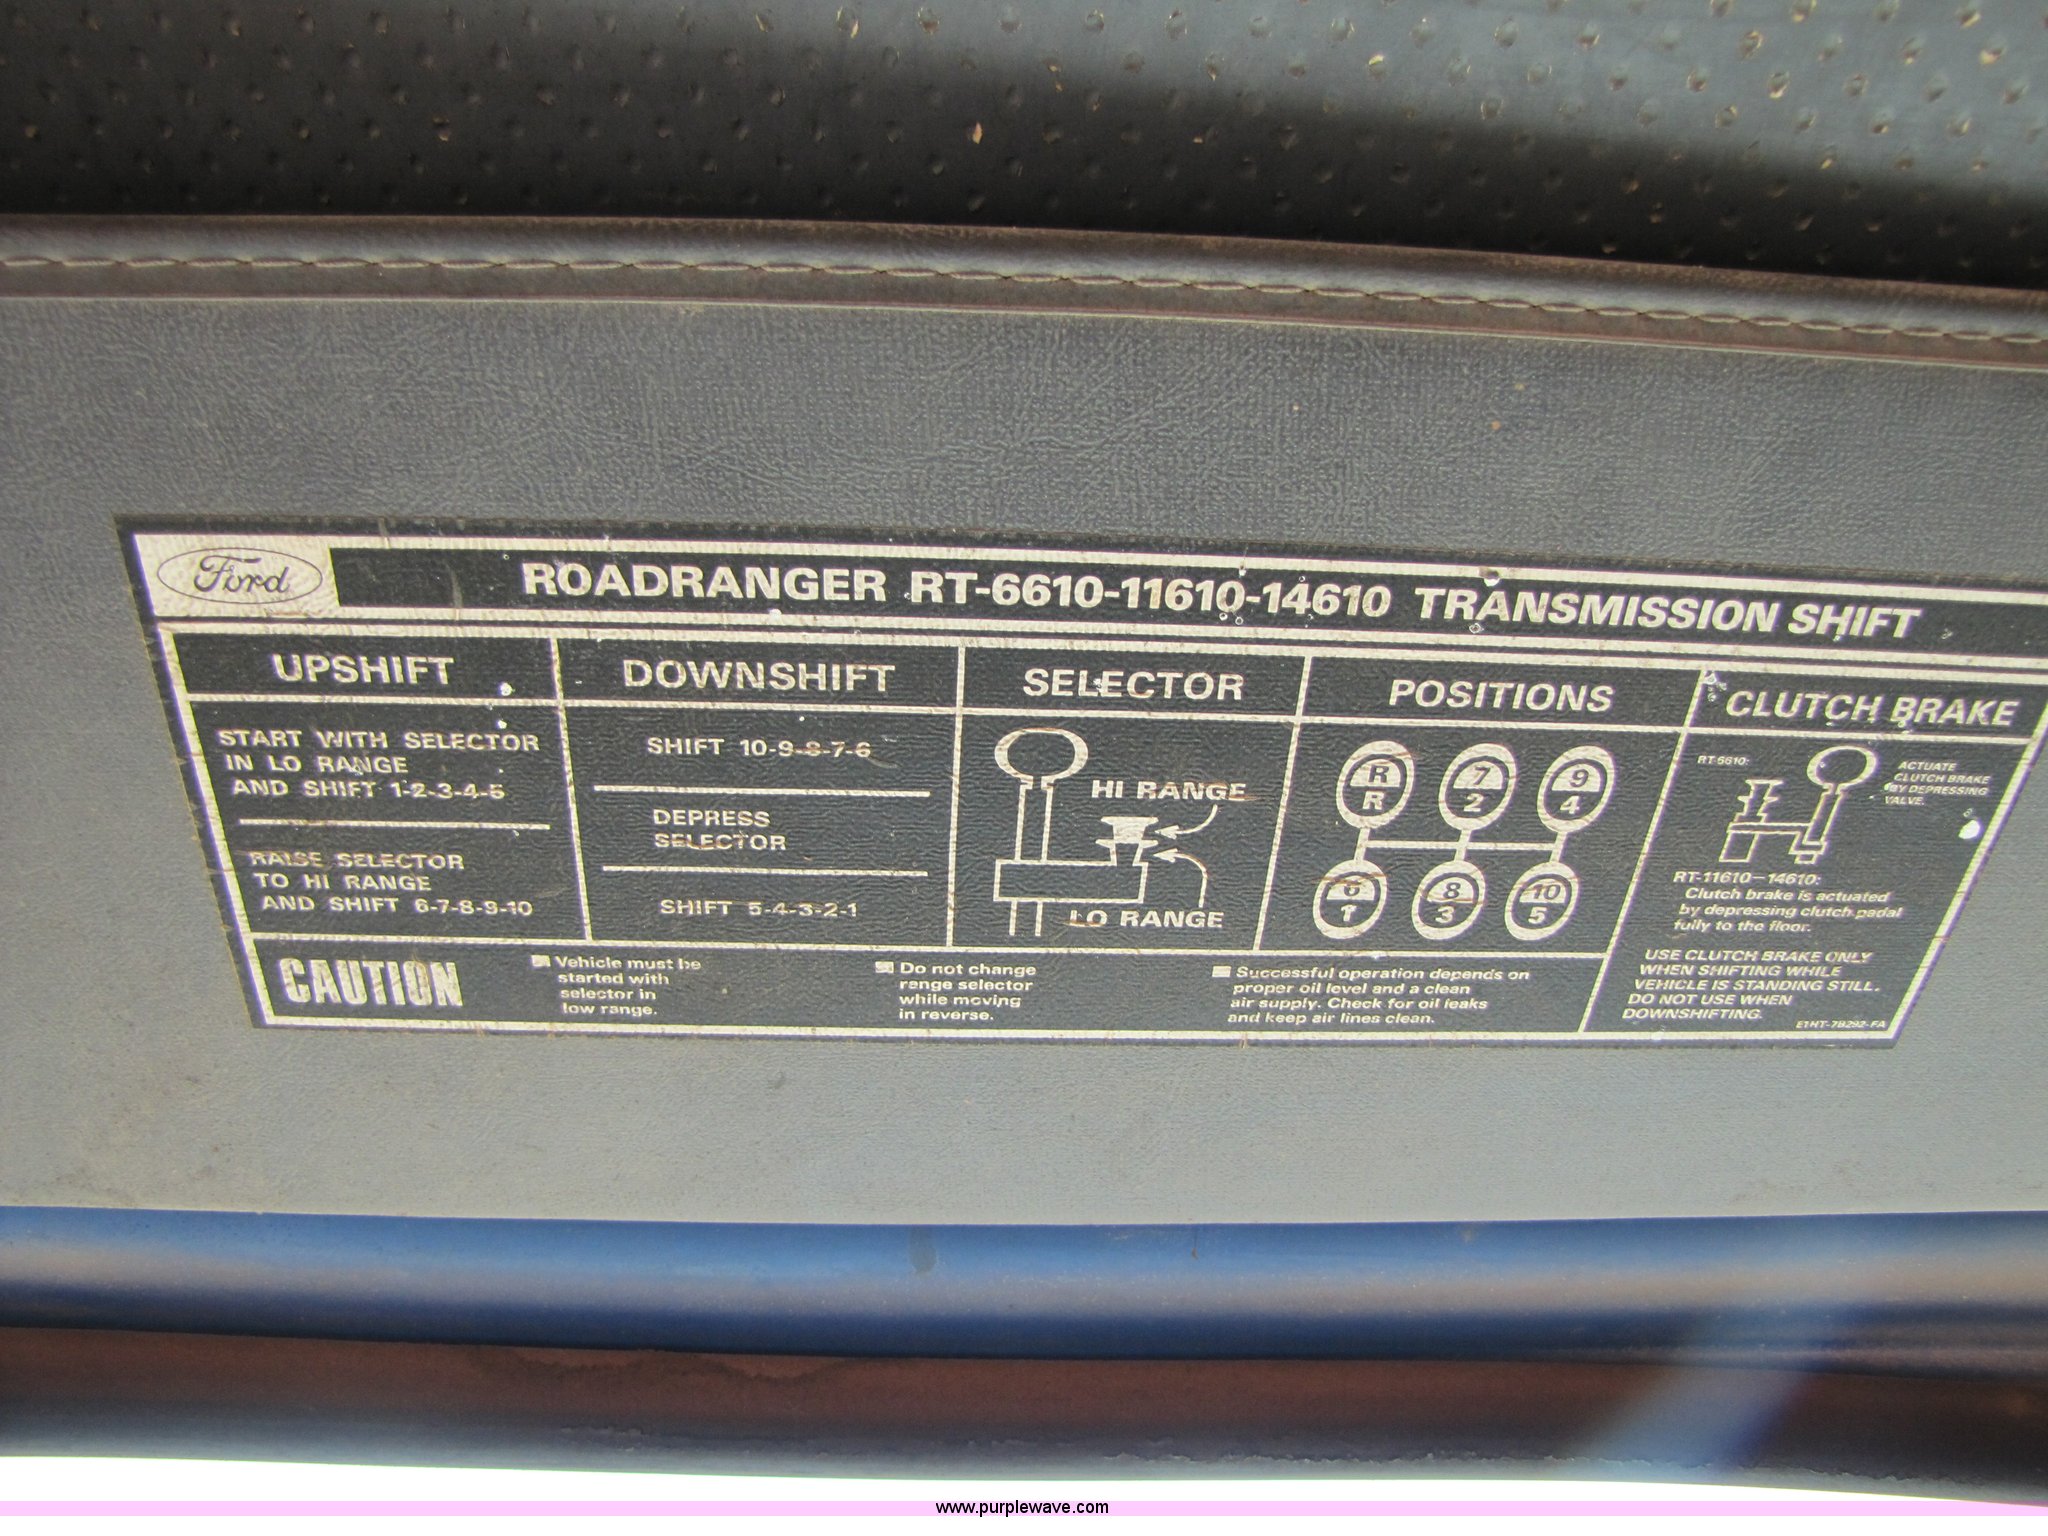 Ford
ROADRANGER RT-6610-11610-14610 TRANSMISSION SHIFT
UPSHIFT
START WITH SELECTOR
IN LO RANGE
AND SHIFT 1-2-3-4-5
RAISE SELECTOR
TO HI RANGE
AND SHIFT 6-7-8-9-10
DOWNSHIFT
SHIFT 10-9-8-7-6
DEPRESS
SELECTOR
SHIFT 5-4-3-2-1
SELECTOR
HI RANGE
LO RANGE
POSITIONS
R 7 9
R 2 4
6 8 10
1 3 5
CLUTCH BRAKE
RT-6610:
ACTUATE
CLUTCH BRAKE
BY DEPRESSING
VALVE.
RT-11610-14610:
Clutch brake is actuated
by depressing clutch pedal
fully to the floor.
USE CLUTCH BRAKE ONLY
WHEN SHIFTING WHILE
VEHICLE IS STANDING STILL.
DO NOT USE WHEN
DOWNSHIFTING.
E1HT-7B292-FA
CAUTION
Vehicle must be
started with
selector in
low range.
Do not change
range selector
while moving
in reverse.
Successful operation depends on
proper oil level and a clean
air supply. Check for oil leaks
and keep air lines clean.
www.purplewave.com